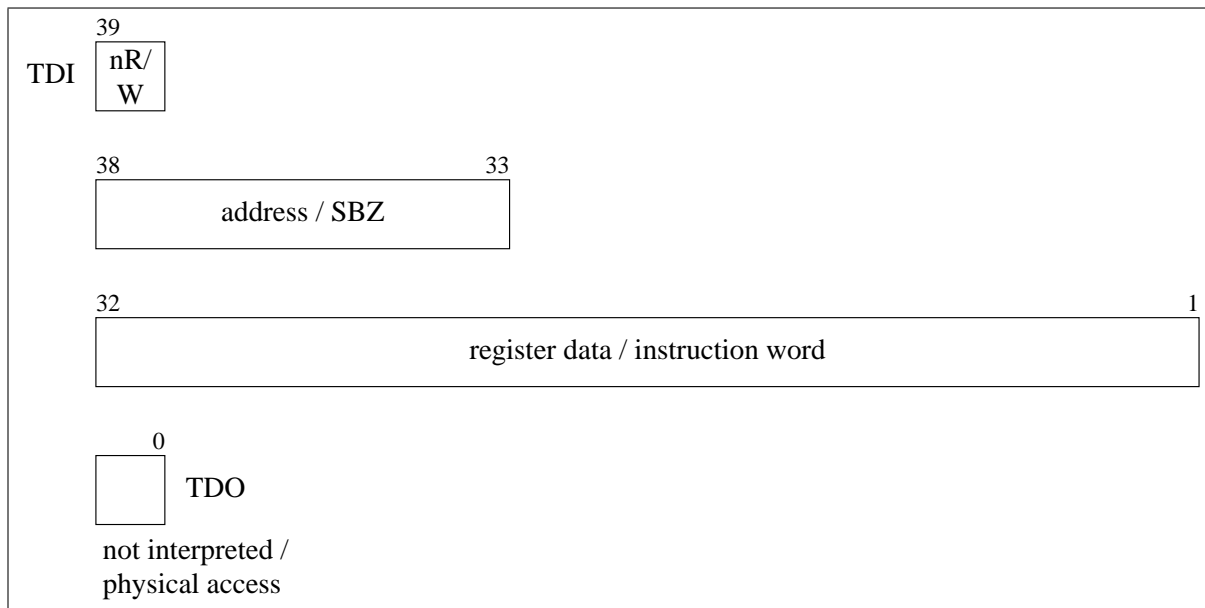 39
TDI nR/
W
38 33
address / SBZ
32 1
register data / instruction word
0
TDO
not interpreted /
physical access